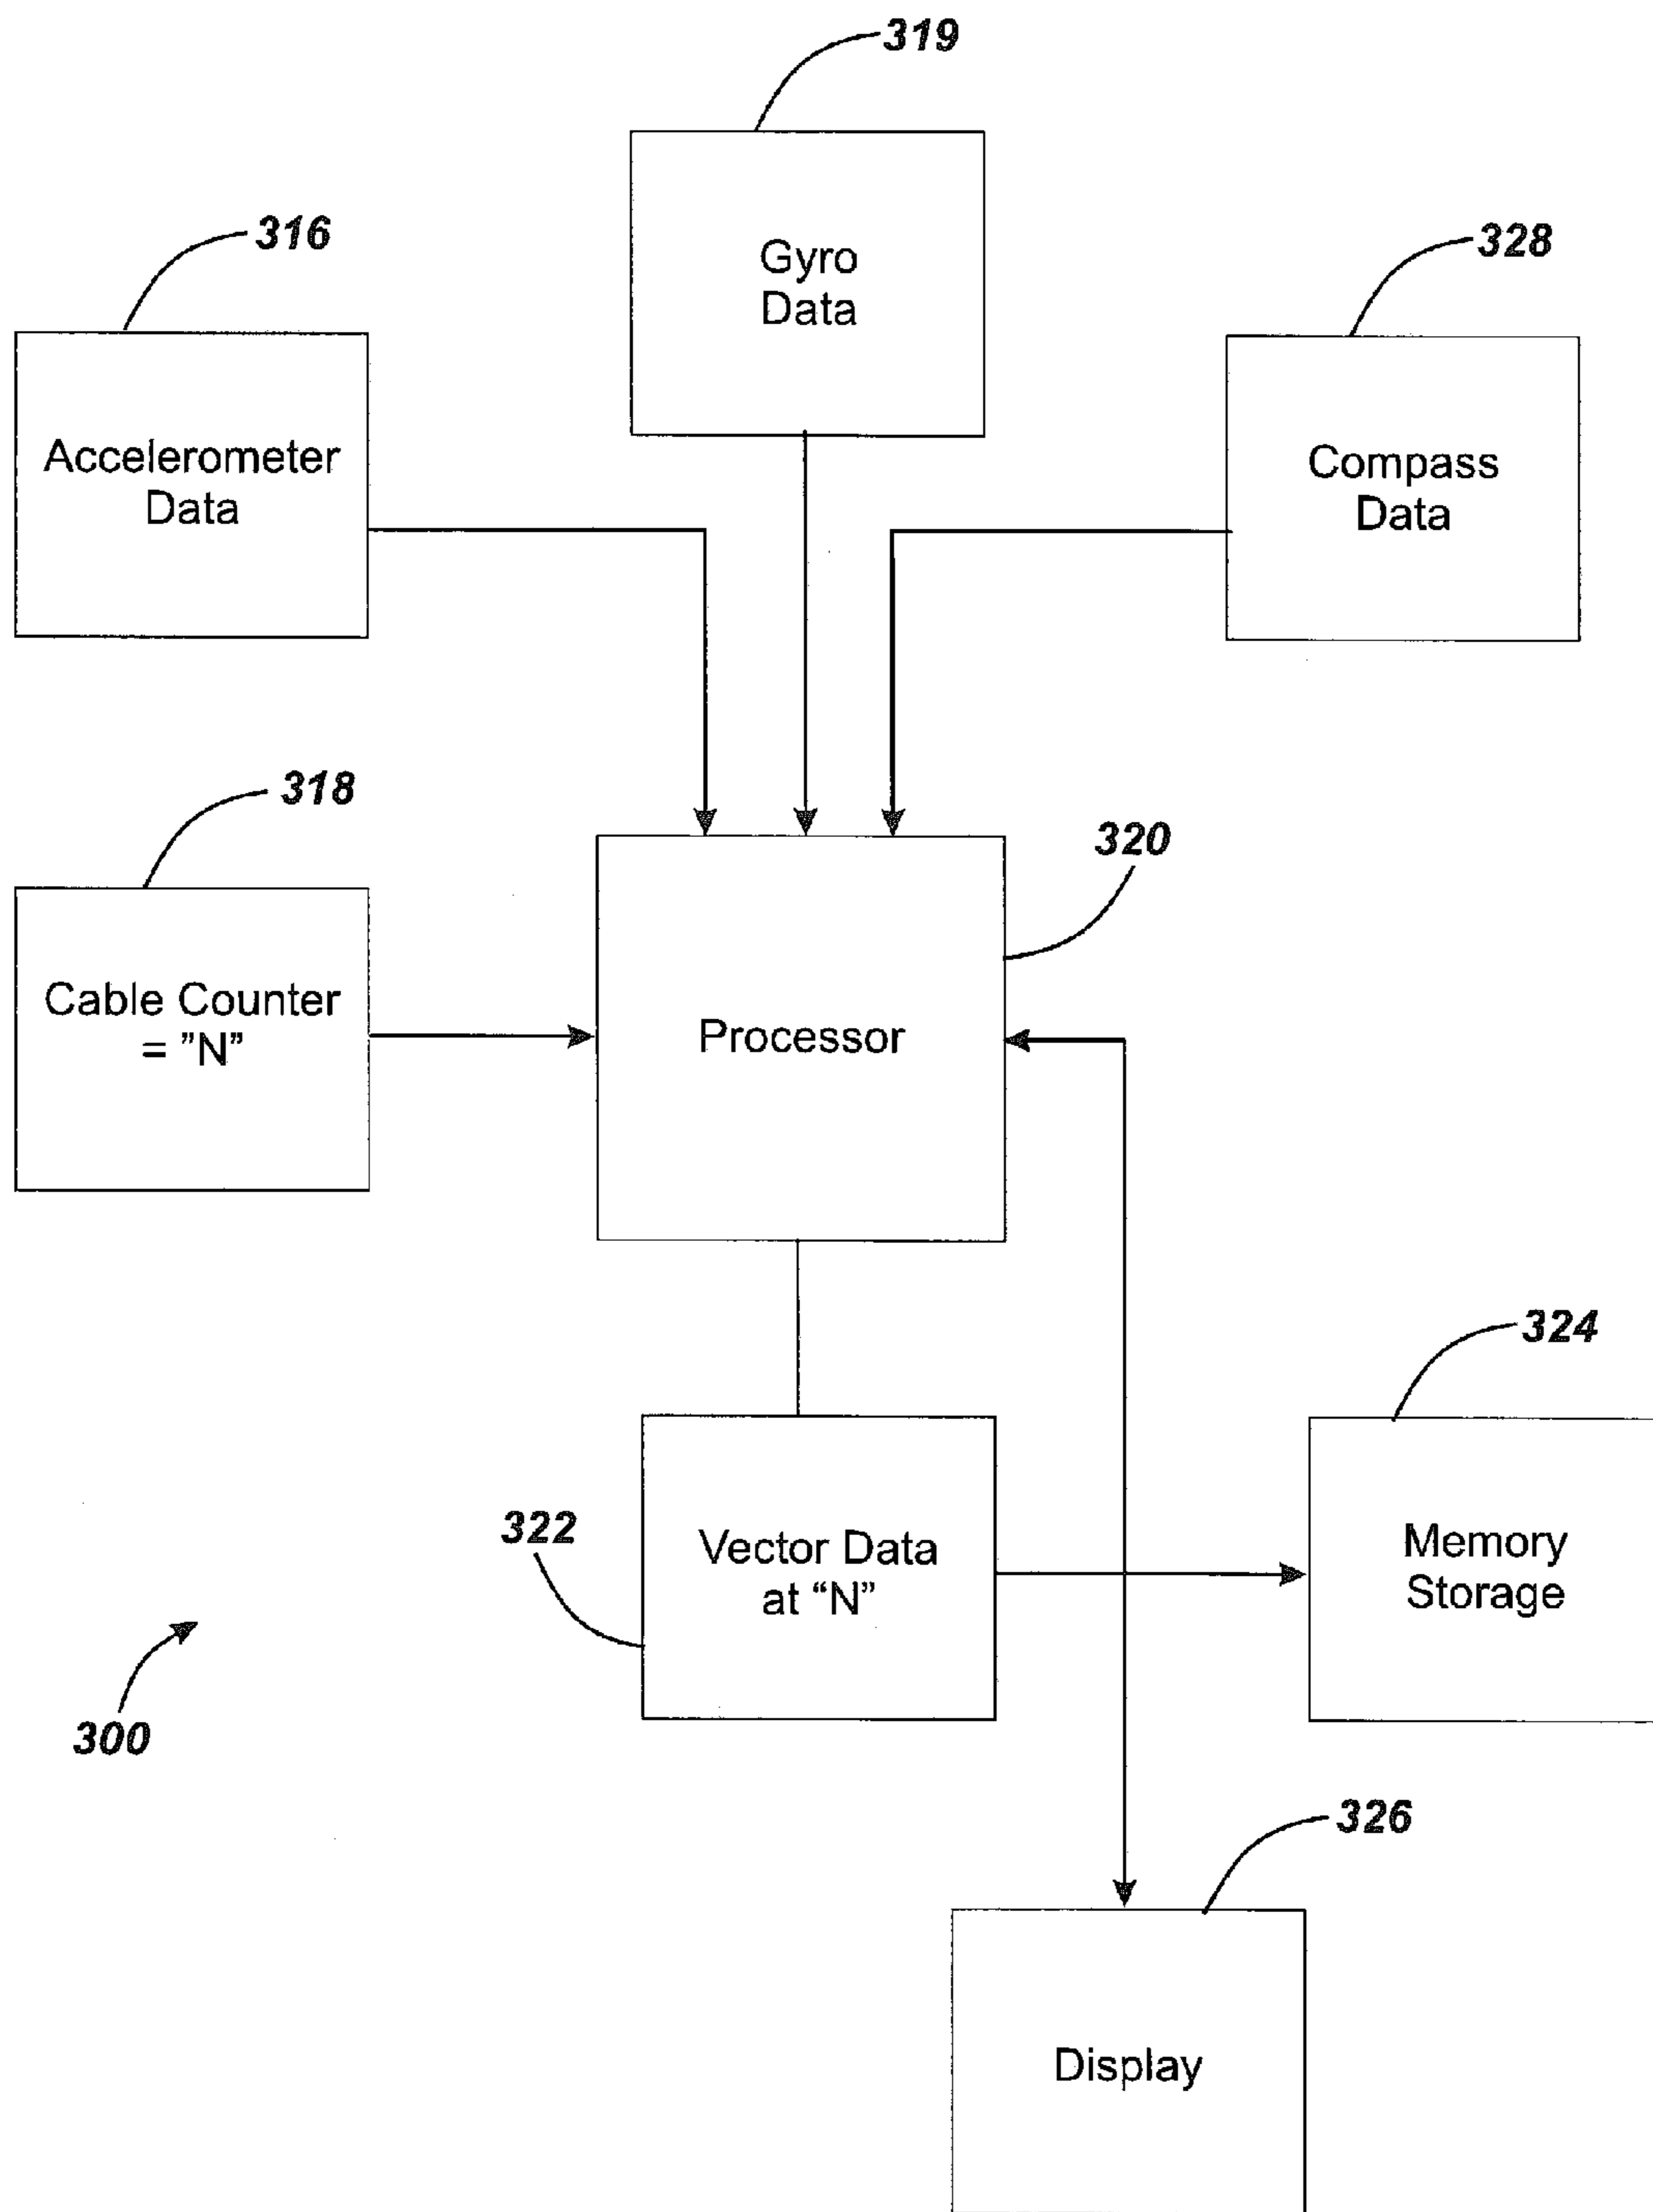 319
316
Gyro
Data
328
Accelerometer
Data
Compass
Data
318
320
Cable Counter
= ”N”
Processor
324
322
Vector Data
at “N”
Memory
Storage
300
326
Display